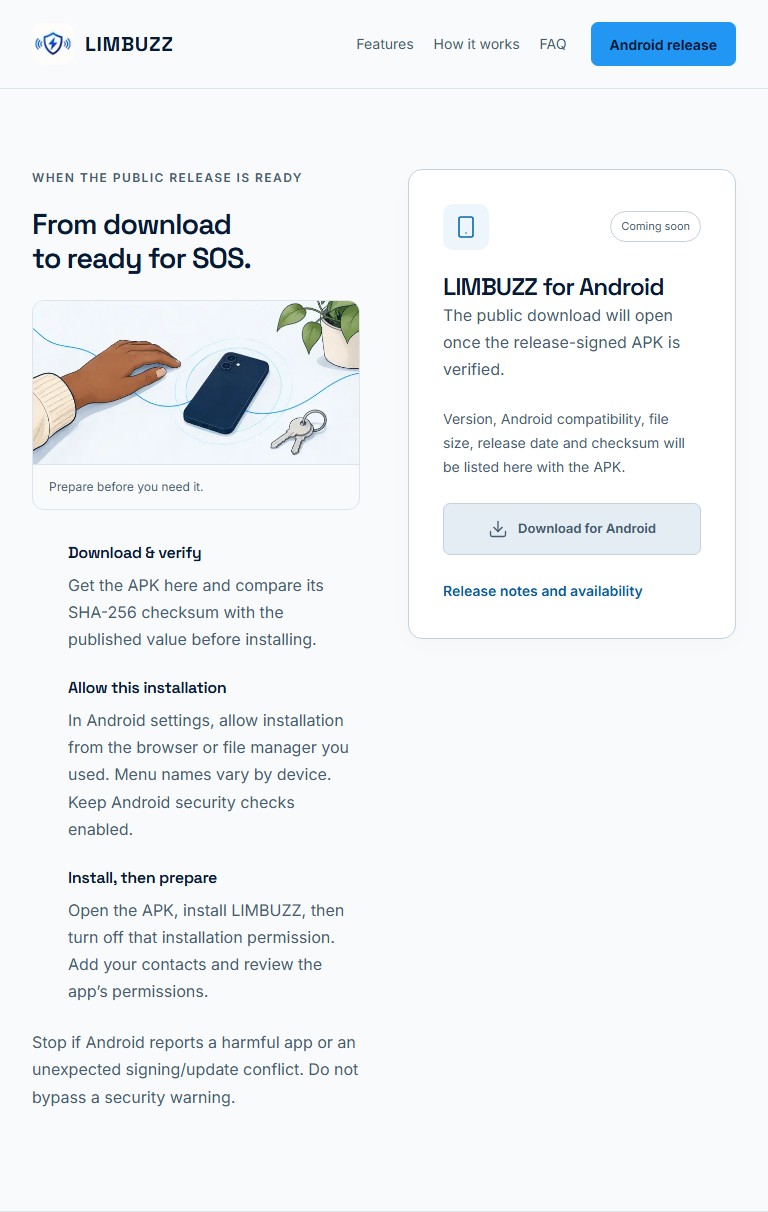 LIMBUZZ
Features
How it works
FAQ
Android release
WHEN THE PUBLIC RELEASE IS READY
From download
to ready for SOS.
Prepare before you need it.
Download & verify
Get the APK here and compare its
SHA-256 checksum with the
published value before installing.
Allow this installation
In Android settings, allow installation
from the browser or file manager you
used. Menu names vary by device.
Keep Android security checks
enabled.
Install, then prepare
Open the APK, install LIMBUZZ, then
turn off that installation permission.
Add your contacts and review the
app’s permissions.
Stop if Android reports a harmful app or an
unexpected signing/update conflict. Do not
bypass a security warning.
Coming soon
LIMBUZZ for Android
The public download will open
once the release-signed APK is
verified.
Version, Android compatibility, file
size, release date and checksum will
be listed here with the APK.
Download for Android
Release notes and availability